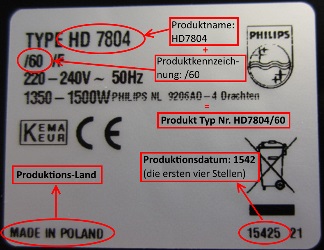 TYPE HD 7804
Produktname:
HD7804
+
PHILIPS
/60 /F
Produktkennzeich-
nung: /60
220-240V~ 50Hz
1350-1500W PHILIPS NL 9206AD-4 Drachten
=
Produkt Typ Nr. HD7804/60
KEMA
EUR
CE
Produktionsdatum: 1542
(die ersten vier Stellen)
Produktions-Land
MADE IN POLAND
15425 21